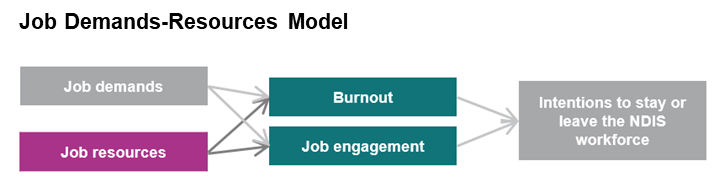 Job Demands-Resources Model
Job demands
Job resources
Burnout
Job engagement
Intentions to stay or
leave the NDIS
workforce